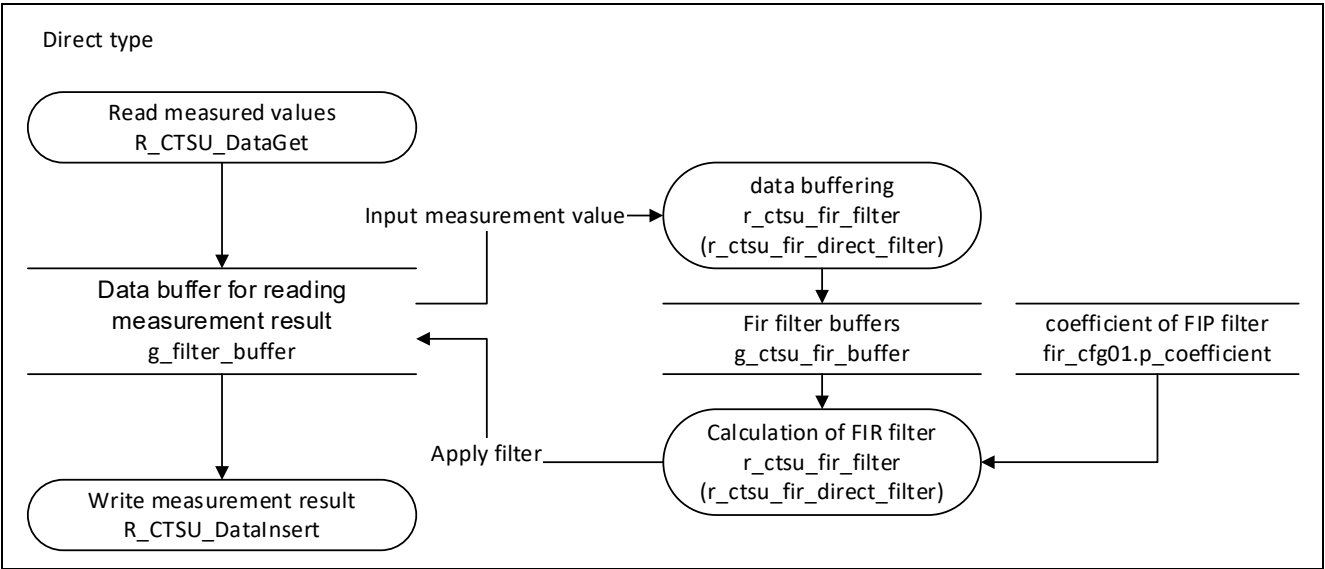 Direct type
Read measured values
R_CTSU_DataGet
Input measurement value
data buffering
r_ctsu_fir_filter
(r_ctsu_fir_direct_filter)
Data buffer for reading
measurement result
g_filter_buffer
Fir filter buffers
g_ctsu_fir_buffer
coefficient of FIP filter
fir_cfg01.p_coefficient
Apply filter
Calculation of FIR filter
r_ctsu_fir_filter
(r_ctsu_fir_direct_filter)
Write measurement result
R_CTSU_DataInsert